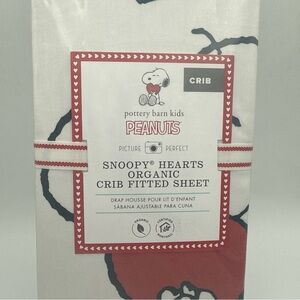 CRIB
pottery barn kids
PEANUTS
PICTURE PERFECT
SNOOPY® HEARTS
ORGANIC
CRIB FITTED SHEET
DRAP HOUSSE POUR LIT D'ENFANT
SÁBANA AJUSTABLE PARA CUNA
ORGANIC